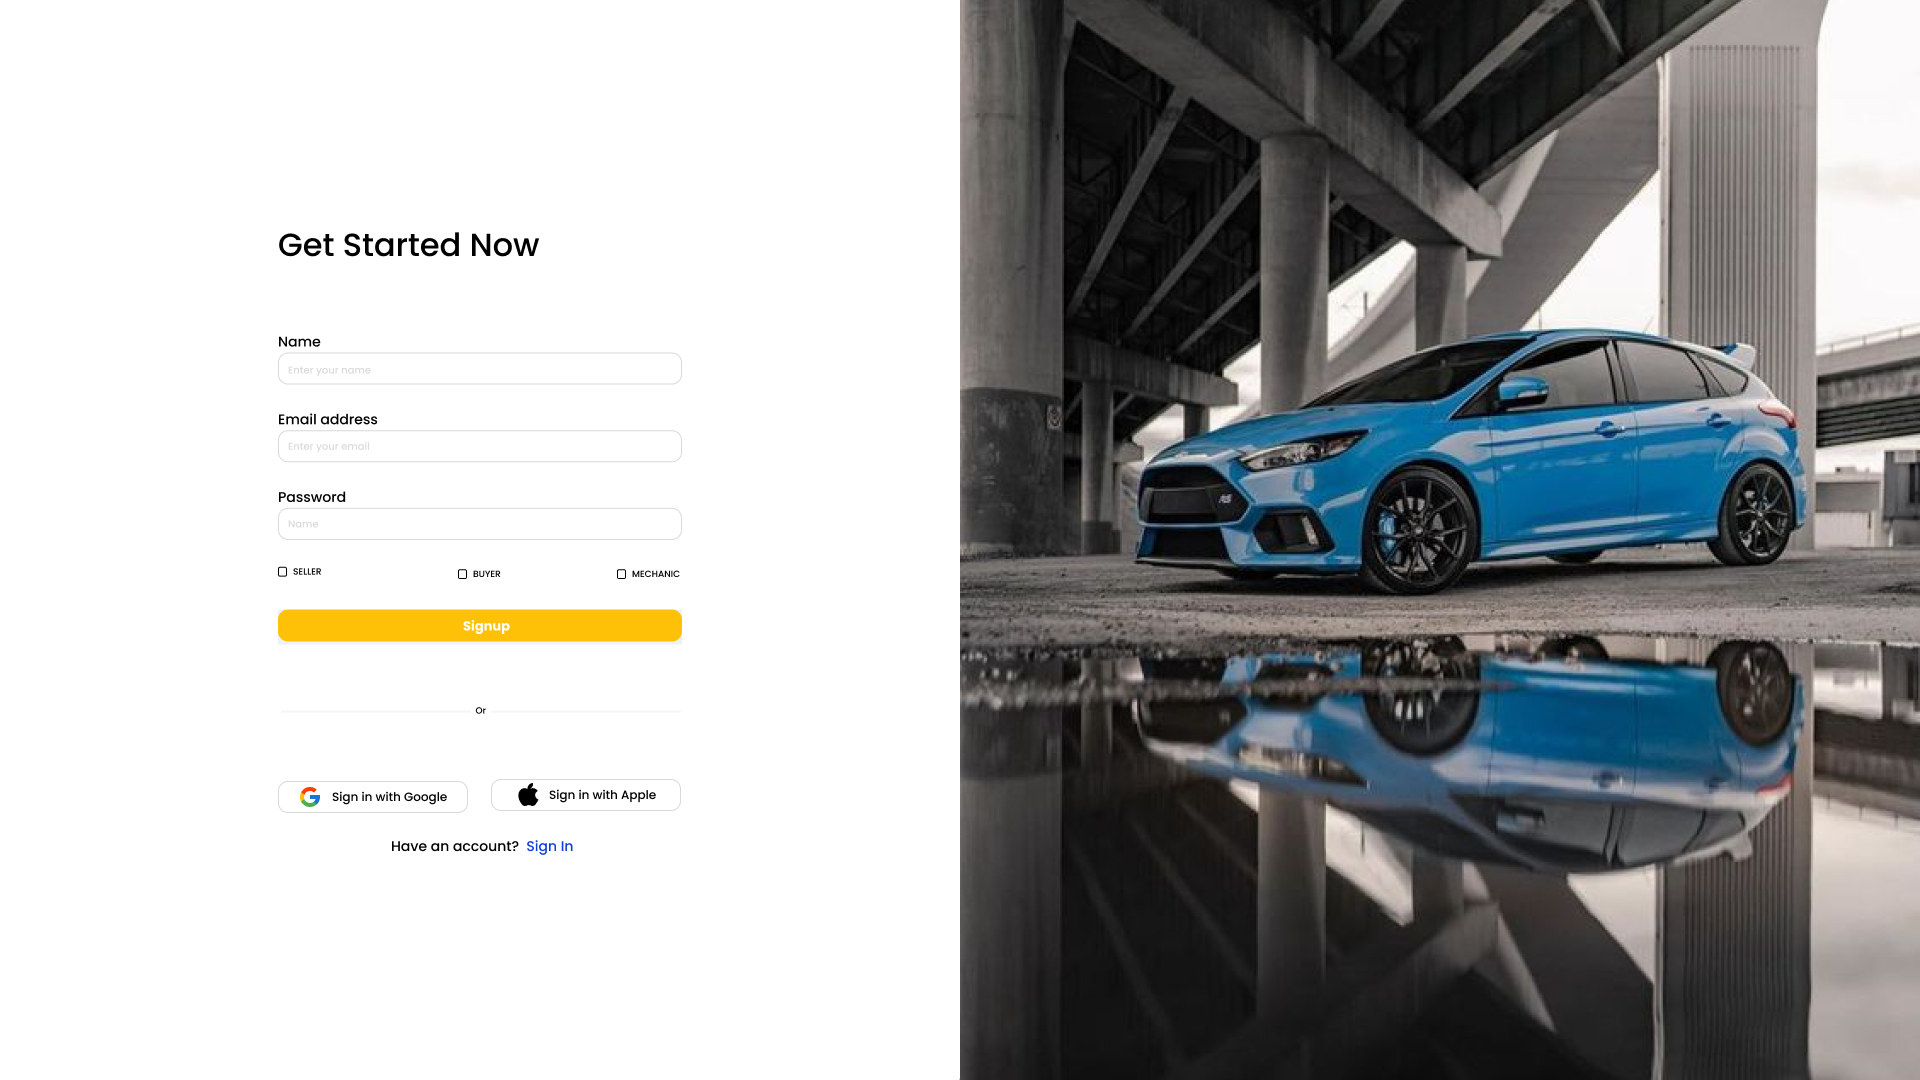 Get Started Now
Name
Enter your name
Email address
Enter your email
Password
Name
SELLER
BUYER
MECHANIC
Signup
Or
Sign in with Google
Sign in with Apple
Have an account? Sign In
RS